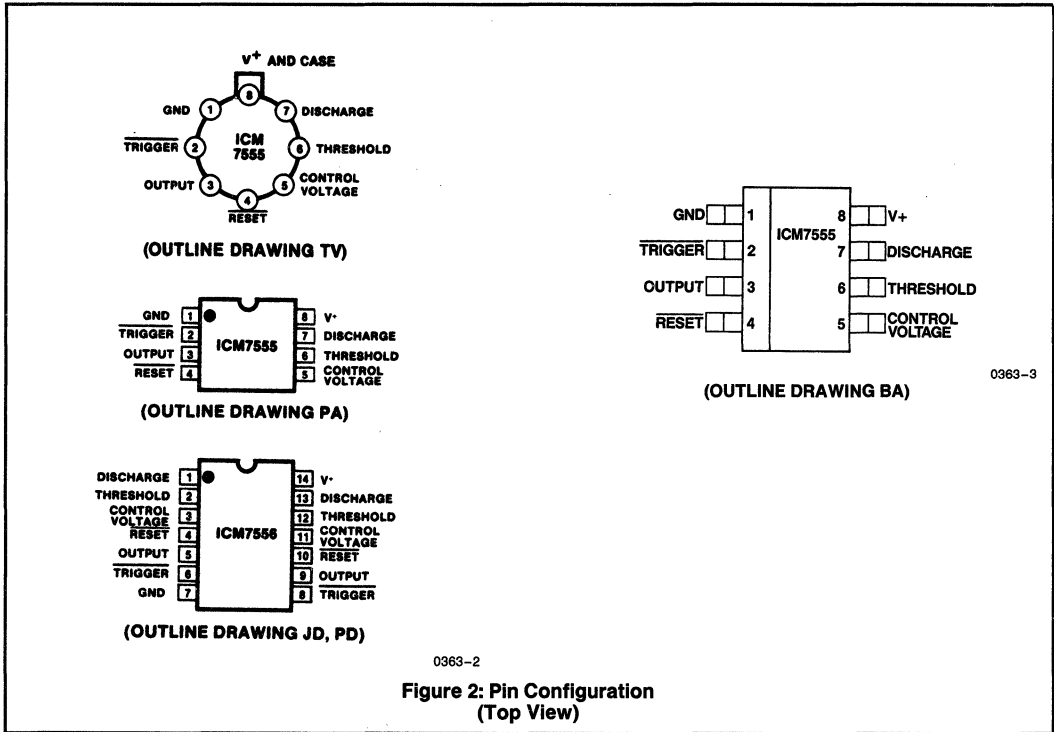 V+ AND CASE
GND 1
8
7 DISCHARGE
TRIGGER 2
ICM
7555
6 THRESHOLD
OUTPUT 3
5 CONTROL
VOLTAGE
4
RESET
(OUTLINE DRAWING TV)
GND 1
8 V+
TRIGGER 2
7 DISCHARGE
ICM7555
OUTPUT 3
6 THRESHOLD
RESET 4
5 CONTROL
VOLTAGE
(OUTLINE DRAWING PA)
DISCHARGE 1
14 V+
THRESHOLD 2
13 DISCHARGE
CONTROL
VOLTAGE 3
12 THRESHOLD
RESET 4
ICM7556
11 CONTROL
VOLTAGE
OUTPUT 5
10 RESET
TRIGGER 6
9 OUTPUT
GND 7
8 TRIGGER
(OUTLINE DRAWING JD, PD)
0363–2
GND 1
8 V+
ICM7555
TRIGGER 2
7 DISCHARGE
OUTPUT 3
6 THRESHOLD
RESET 4
5 CONTROL
VOLTAGE
0363–3
(OUTLINE DRAWING BA)
Figure 2: Pin Configuration
(Top View)